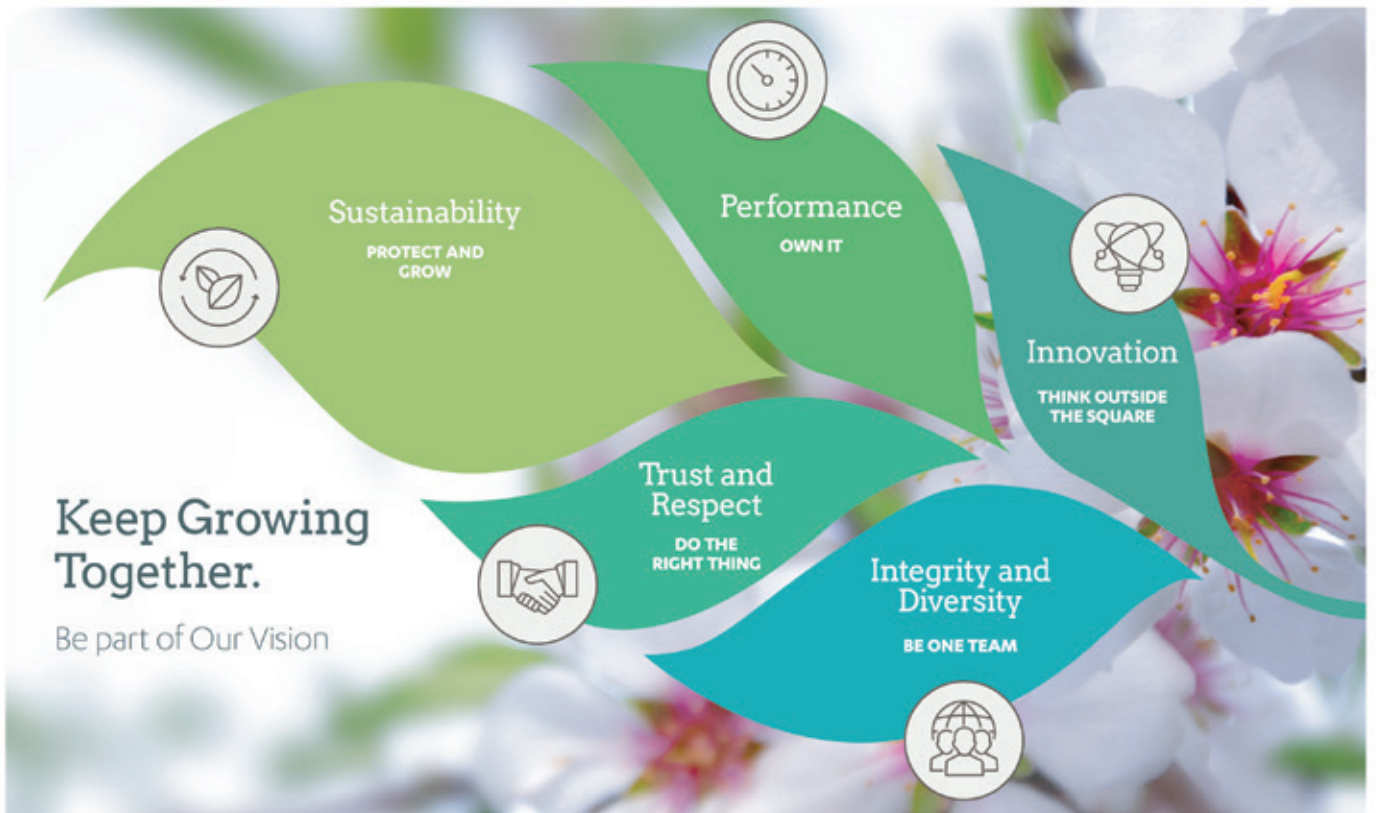 Sustainability
PROTECT AND
GROW
Performance
OWN IT
Innovation
THINK OUTSIDE
THE SQUARE
Trust and
Respect
DO THE
RIGHT THING
Integrity and
Diversity
BE ONE TEAM
Keep Growing
Together.
Be part of Our Vision